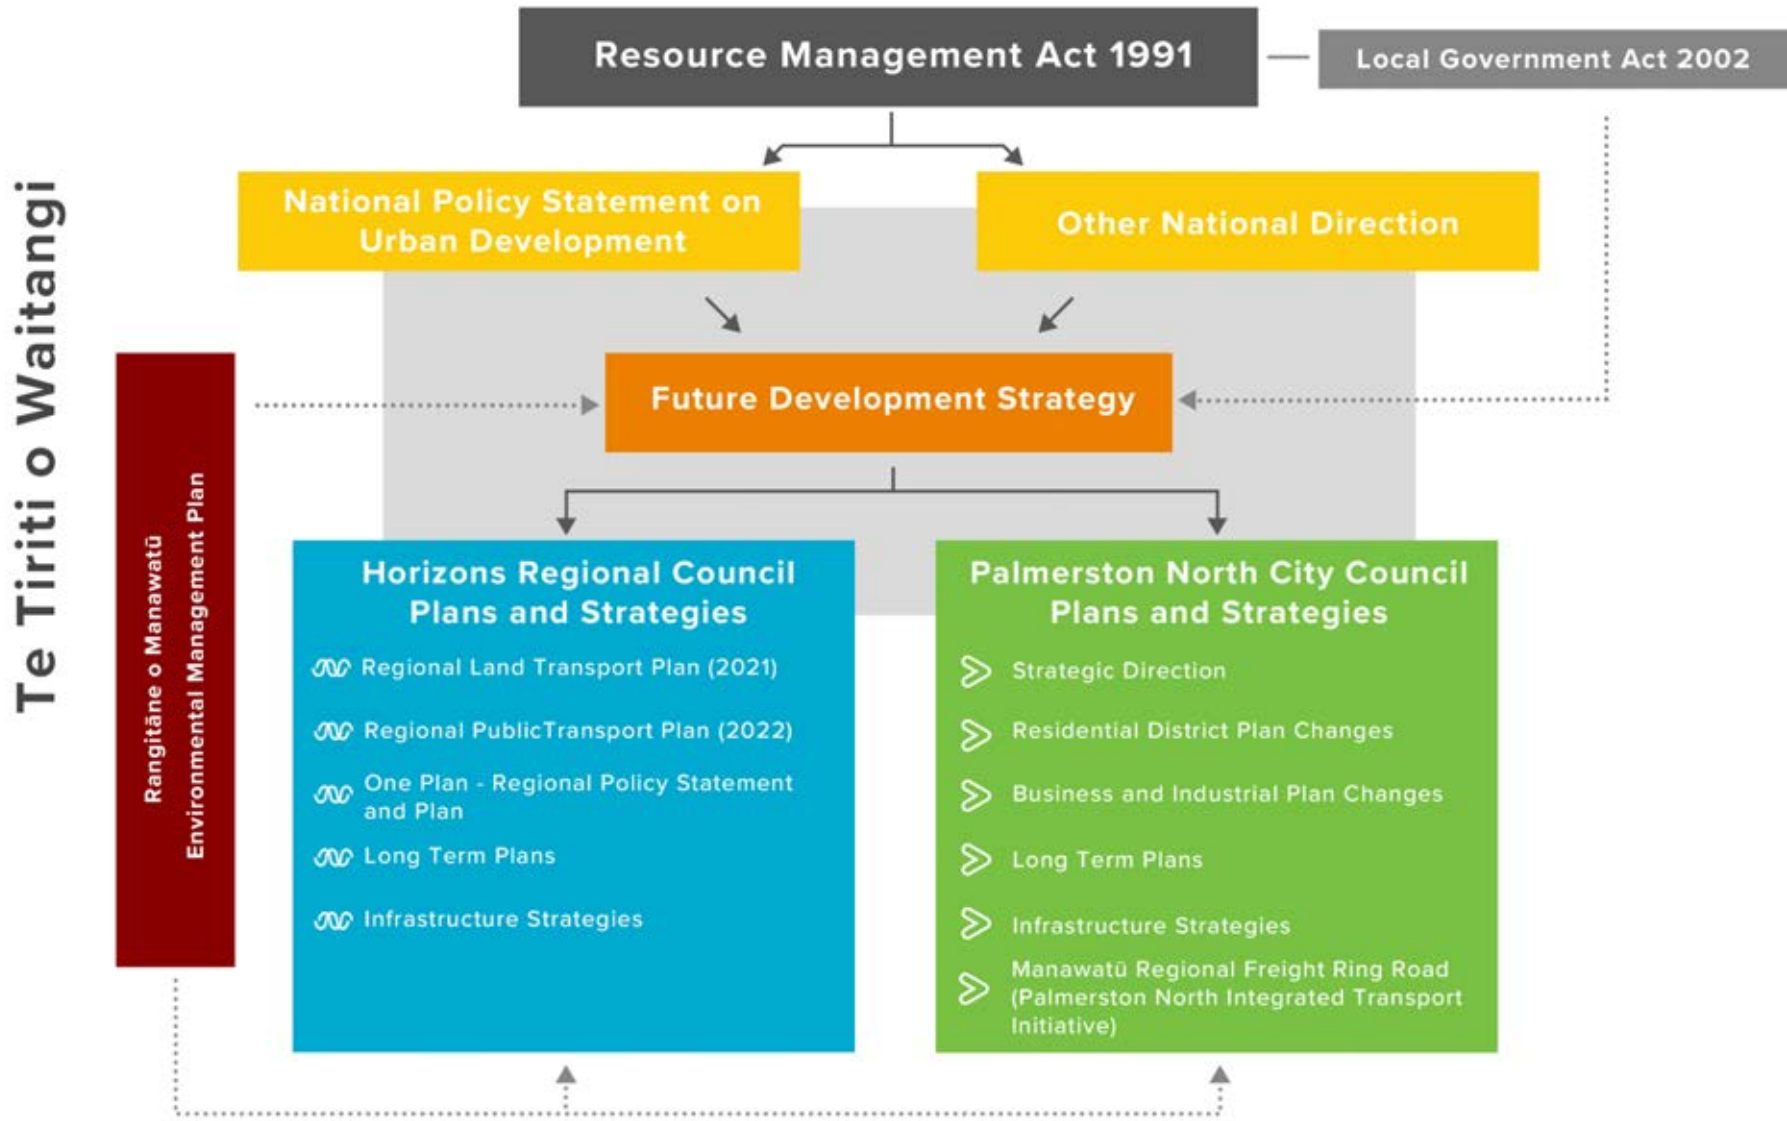 Resource Management Act 1991
Local Government Act 2002
National Policy Statement on
Urban Development
Other National Direction
Te Tiriti o Waitangi
Future Development Strategy
Rangitāne o Manawatū
Environmental Management Plan
Horizons Regional Council
Plans and Strategies
Regional Land Transport Plan (2021)
Regional PublicTransport Plan (2022)
One Plan - Regional Policy Statement
and Plan
Long Term Plans
Infrastructure Strategies
Palmerston North City Council
Plans and Strategies
Strategic Direction
Residential District Plan Changes
Business and Industrial Plan Changes
Long Term Plans
Infrastructure Strategies
Manawatū Regional Freight Ring Road
(Palmerston North Integrated Transport
Initiative)